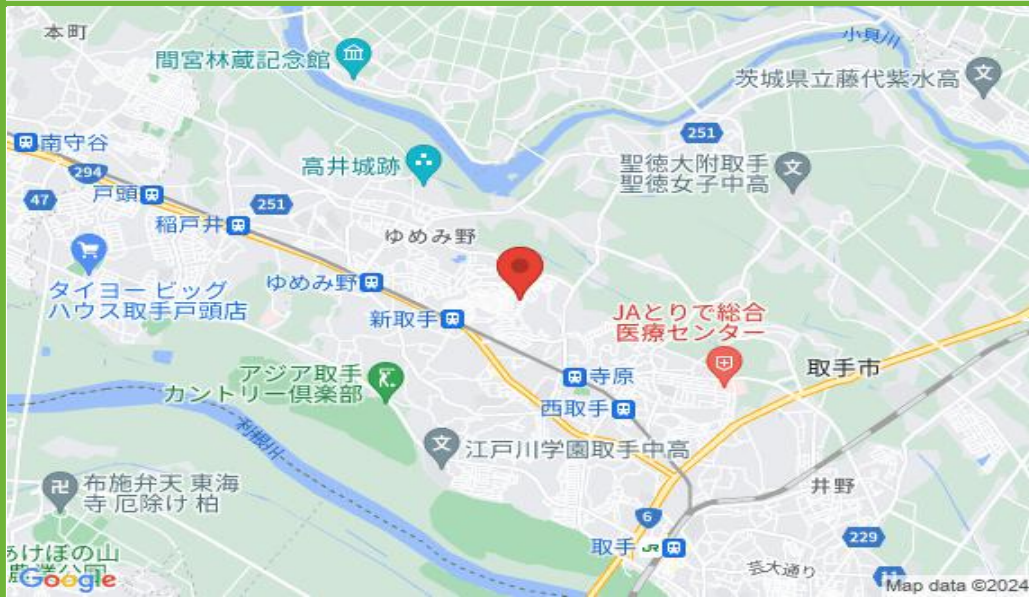 本町
間宮林蔵記念館
小貝川
茨城県立藤代紫水高
南守谷
251
294
高井城跡
聖徳大附取手
聖徳女子中高
戸頭
47
251
稲戸井
ゆめみ野
タイヨー ビッグ
ハウス取手戸頭店
ゆめみ野
新取手
JAとりで総合
医療センター
アジア取手
カントリー倶楽部
寺原
取手市
西取手
利根川
江戸川学園取手中高
布施弁天 東海
寺 厄除け 柏
井野
6
229
取手
JR
あけぼの山
農業公園
芸大通り
Google
Map data ©2024